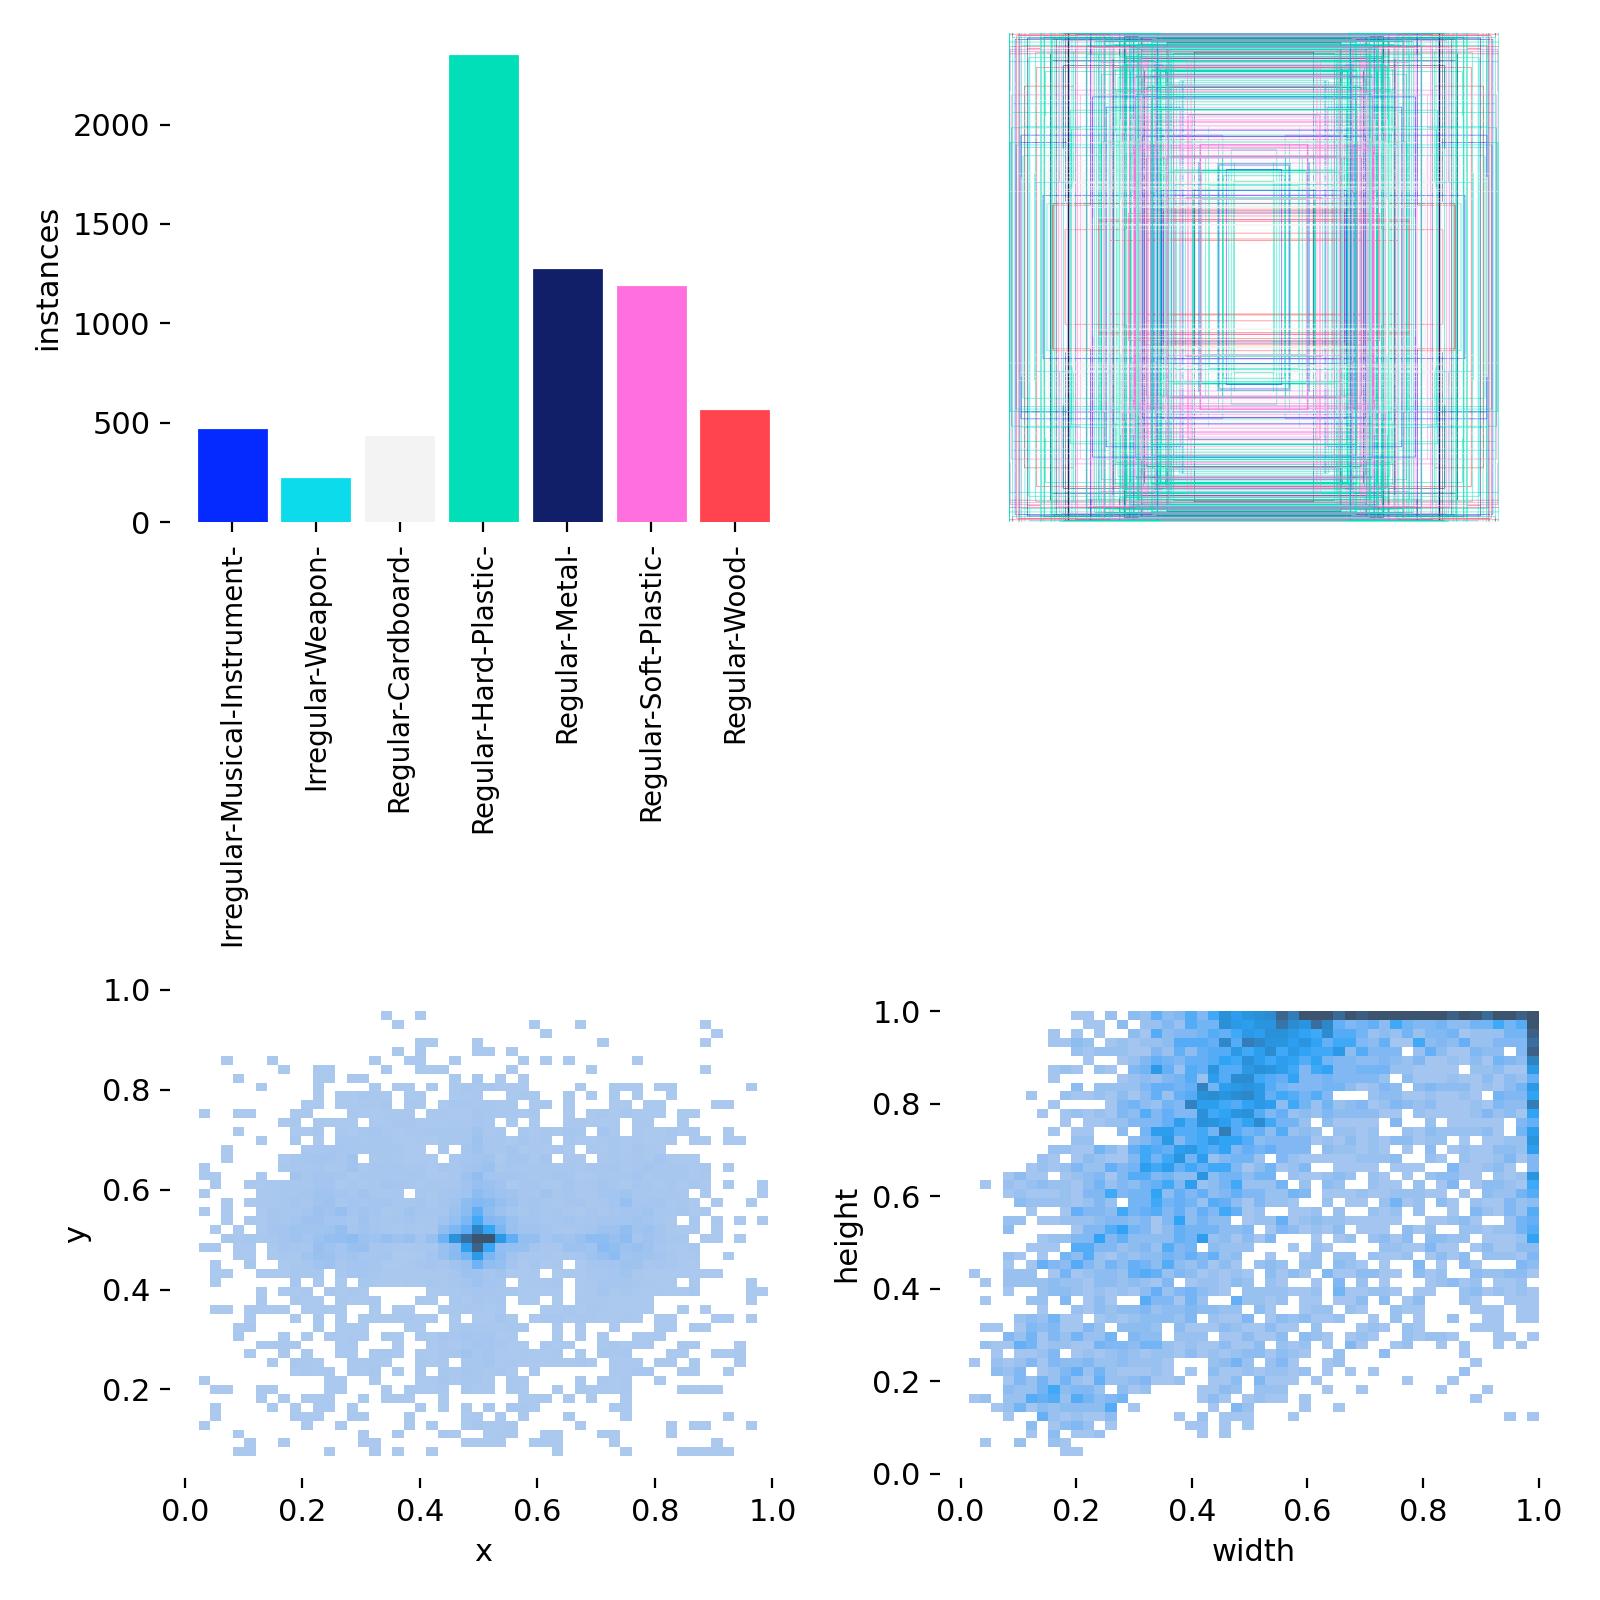 instances
2000
1500
1000
500
0
Irregular-Musical-Instrument-
Irregular-Weapon-
Regular-Cardboard-
Regular-Hard-Plastic-
Regular-Metal-
Regular-Soft-Plastic-
Regular-Wood-
y
1.0
0.8
0.6
0.4
0.2
0.0 0.2 0.4 0.6 0.8 1.0
x
height
1.0
0.8
0.6
0.4
0.2
0.0
0.0 0.2 0.4 0.6 0.8 1.0
width